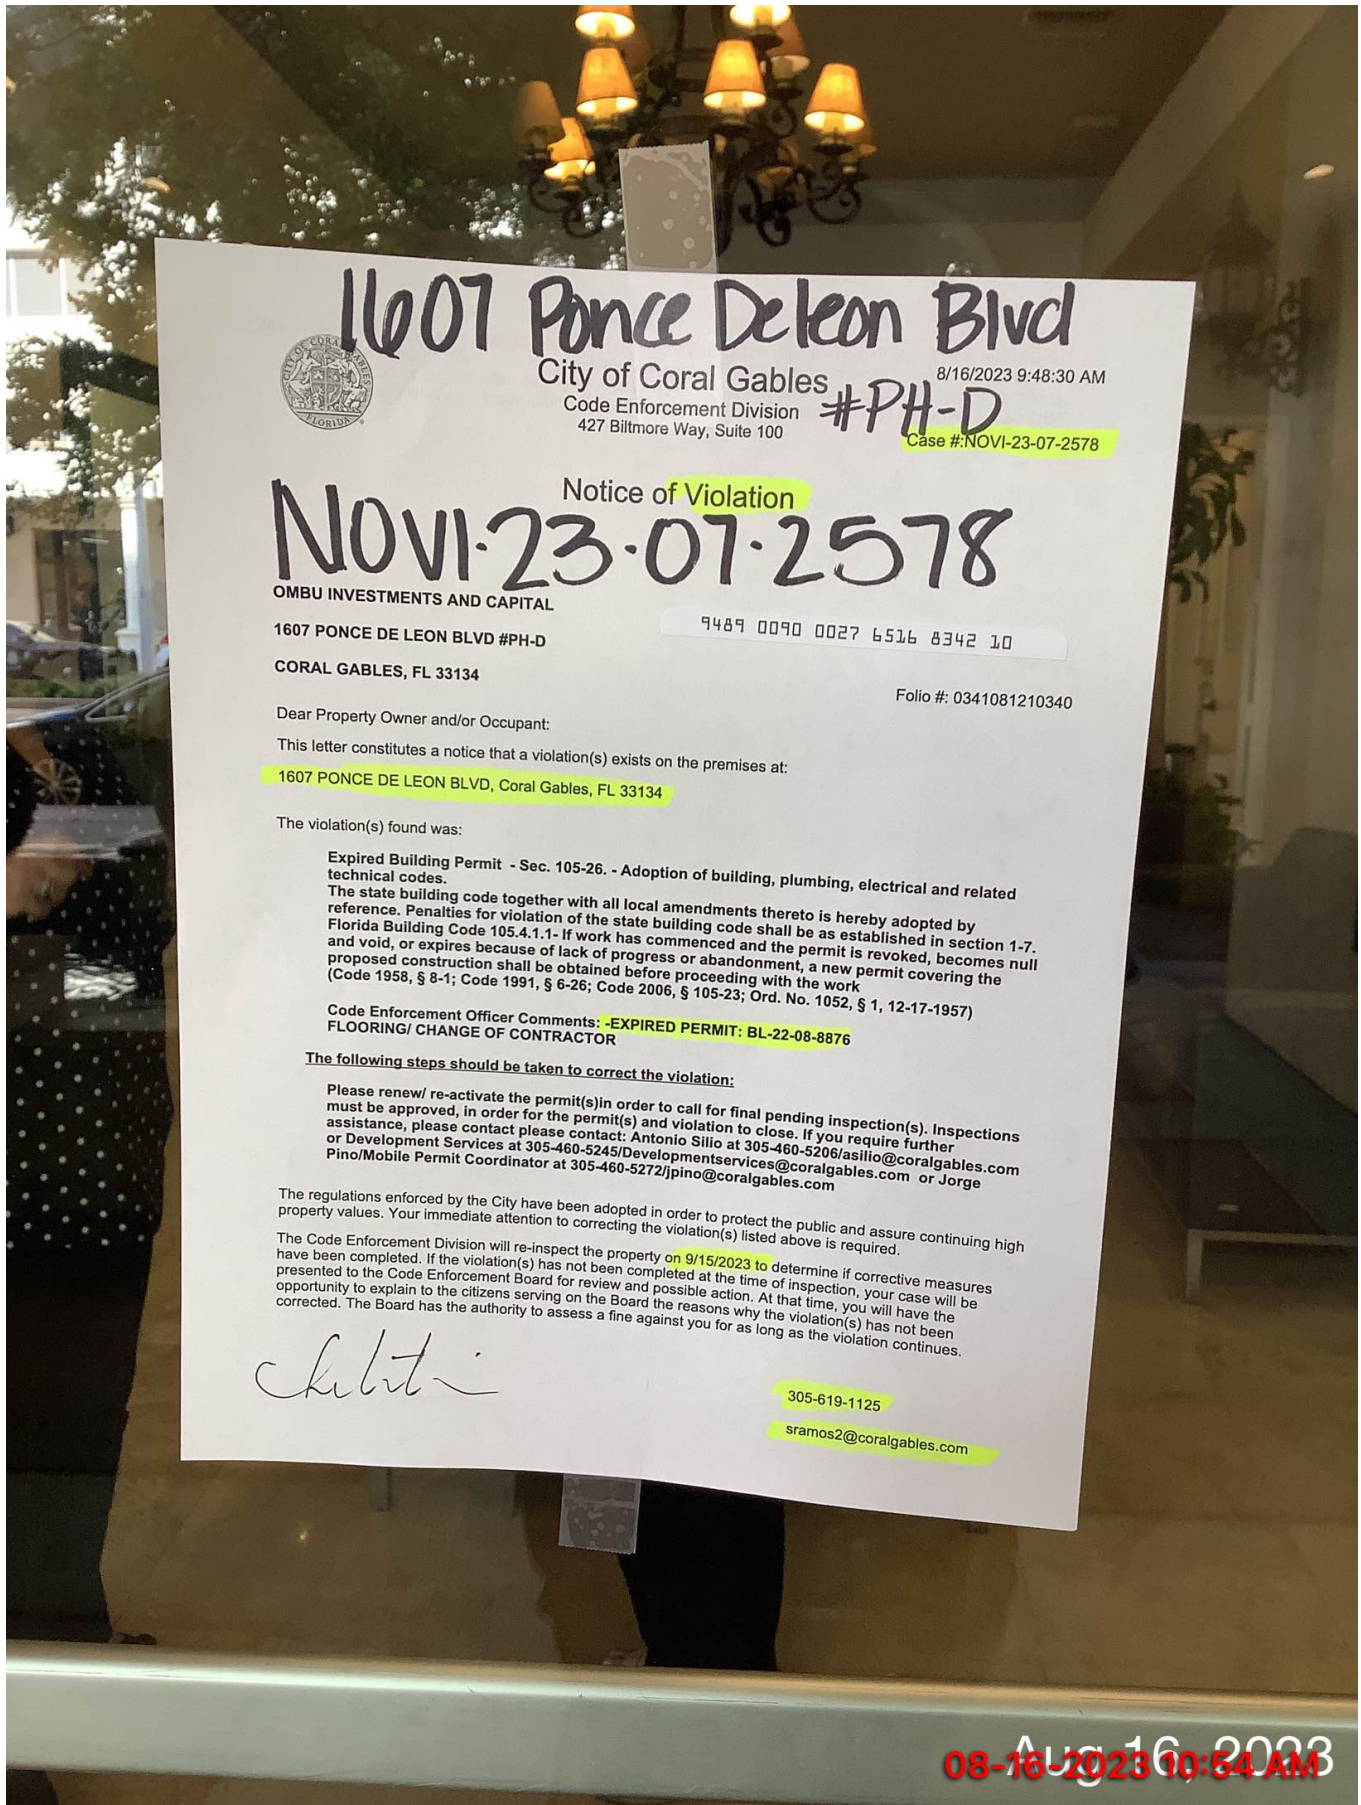 1607 Ponce De Leon Blvd
CITY OF CORAL GABLES
FLORIDA
City of Coral Gables
8/16/2023 9:48:30 AM
Code Enforcement Division
#PH-D
427 Biltmore Way, Suite 100
Case #:NOVI-23-07-2578
Notice of Violation
NOVI-23-07-2578
OMBU INVESTMENTS AND CAPITAL
9489 0090 0027 6516 8342 10
1607 PONCE DE LEON BLVD #PH-D
CORAL GABLES, FL 33134
Folio #: 0341081210340
Dear Property Owner and/or Occupant:
This letter constitutes a notice that a violation(s) exists on the premises at:
1607 PONCE DE LEON BLVD, Coral Gables, FL 33134
The violation(s) found was:
Expired Building Permit - Sec. 105-26. - Adoption of building, plumbing, electrical and related
technical codes.
The state building code together with all local amendments thereto is hereby adopted by
reference. Penalties for violation of the state building code shall be as established in section 1-7.
Florida Building Code 105.4.1.1- If work has commenced and the permit is revoked, becomes null
and void, or expires because of lack of progress or abandonment, a new permit covering the
proposed construction shall be obtained before proceeding with the work
(Code 1958, § 8-1; Code 1991, § 6-26; Code 2006, § 105-23; Ord. No. 1052, § 1, 12-17-1957)
Code Enforcement Officer Comments: -EXPIRED PERMIT: BL-22-08-8876
FLOORING/ CHANGE OF CONTRACTOR
The following steps should be taken to correct the violation:
Please renew/ re-activate the permit(s)in order to call for final pending inspection(s). Inspections
must be approved, in order for the permit(s) and violation to close. If you require further
assistance, please contact please contact: Antonio Silio at 305-460-5206/asilio@coralgables.com
or Development Services at 305-460-5245/Developmentservices@coralgables.com or Jorge
Pino/Mobile Permit Coordinator at 305-460-5272/jpino@coralgables.com
The regulations enforced by the City have been adopted in order to protect the public and assure continuing high
property values. Your immediate attention to correcting the violation(s) listed above is required.
The Code Enforcement Division will re-inspect the property on 9/15/2023 to determine if corrective measures
have been completed. If the violation(s) has not been completed at the time of inspection, your case will be
presented to the Code Enforcement Board for review and possible action. At that time, you will have the
opportunity to explain to the citizens serving on the Board the reasons why the violation(s) has not been
corrected. The Board has the authority to assess a fine against you for as long as the violation continues.
305-619-1125
sramos2@coralgables.com
Aug 16, 2023
08-16-2023 10:54 AM